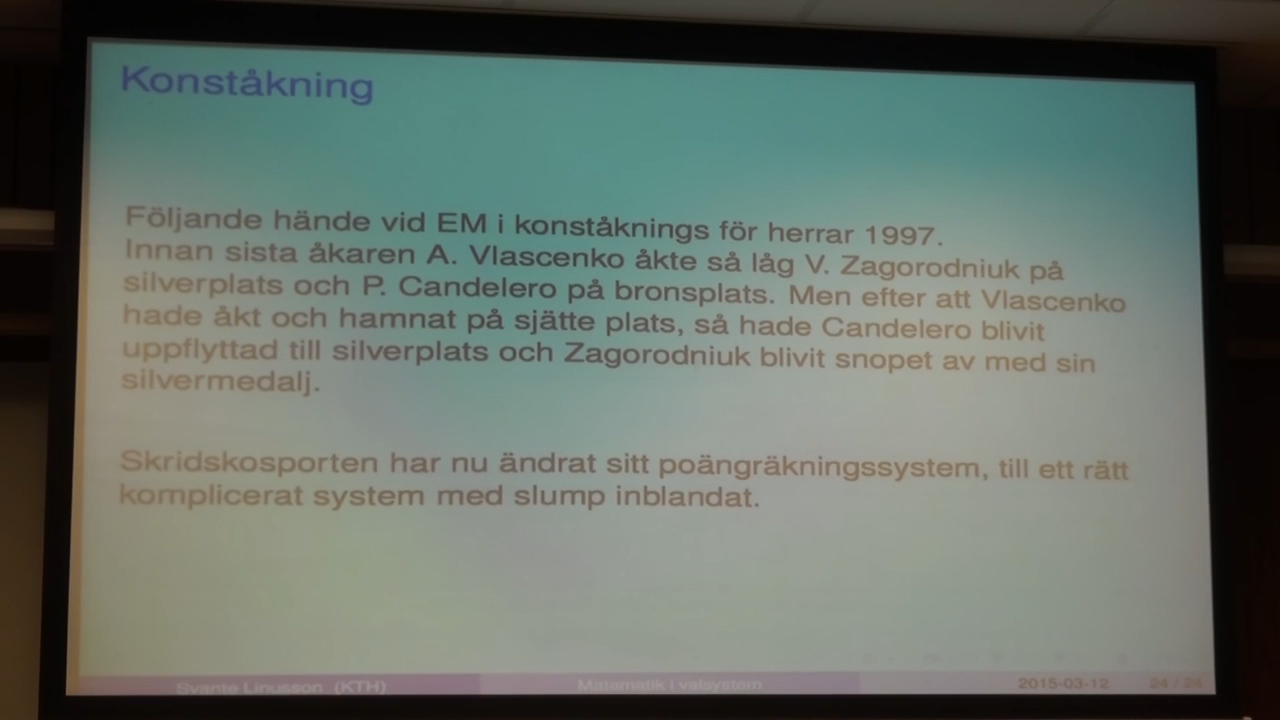 Konståkning
Följande hände vid EM i konståknings för herrar 1997.
Innan sista åkaren A. Vlascenko åkte så låg V. Zagorodniuk på
silverplats och P. Candelero på bronsplats. Men efter att Vlascenko
hade åkt och hamnat på sjätte plats, så hade Candelero blivit
uppflyttad till silverplats och Zagorodniuk blivit snopet av med sin
silvermedalj.
Skridskosporten har nu ändrat sitt poängräkningssystem, till ett rätt
komplicerat system med slump inblandat.
Svante Linusson (KTH) Matematik i valsystem 2015-03-12 24 / 24